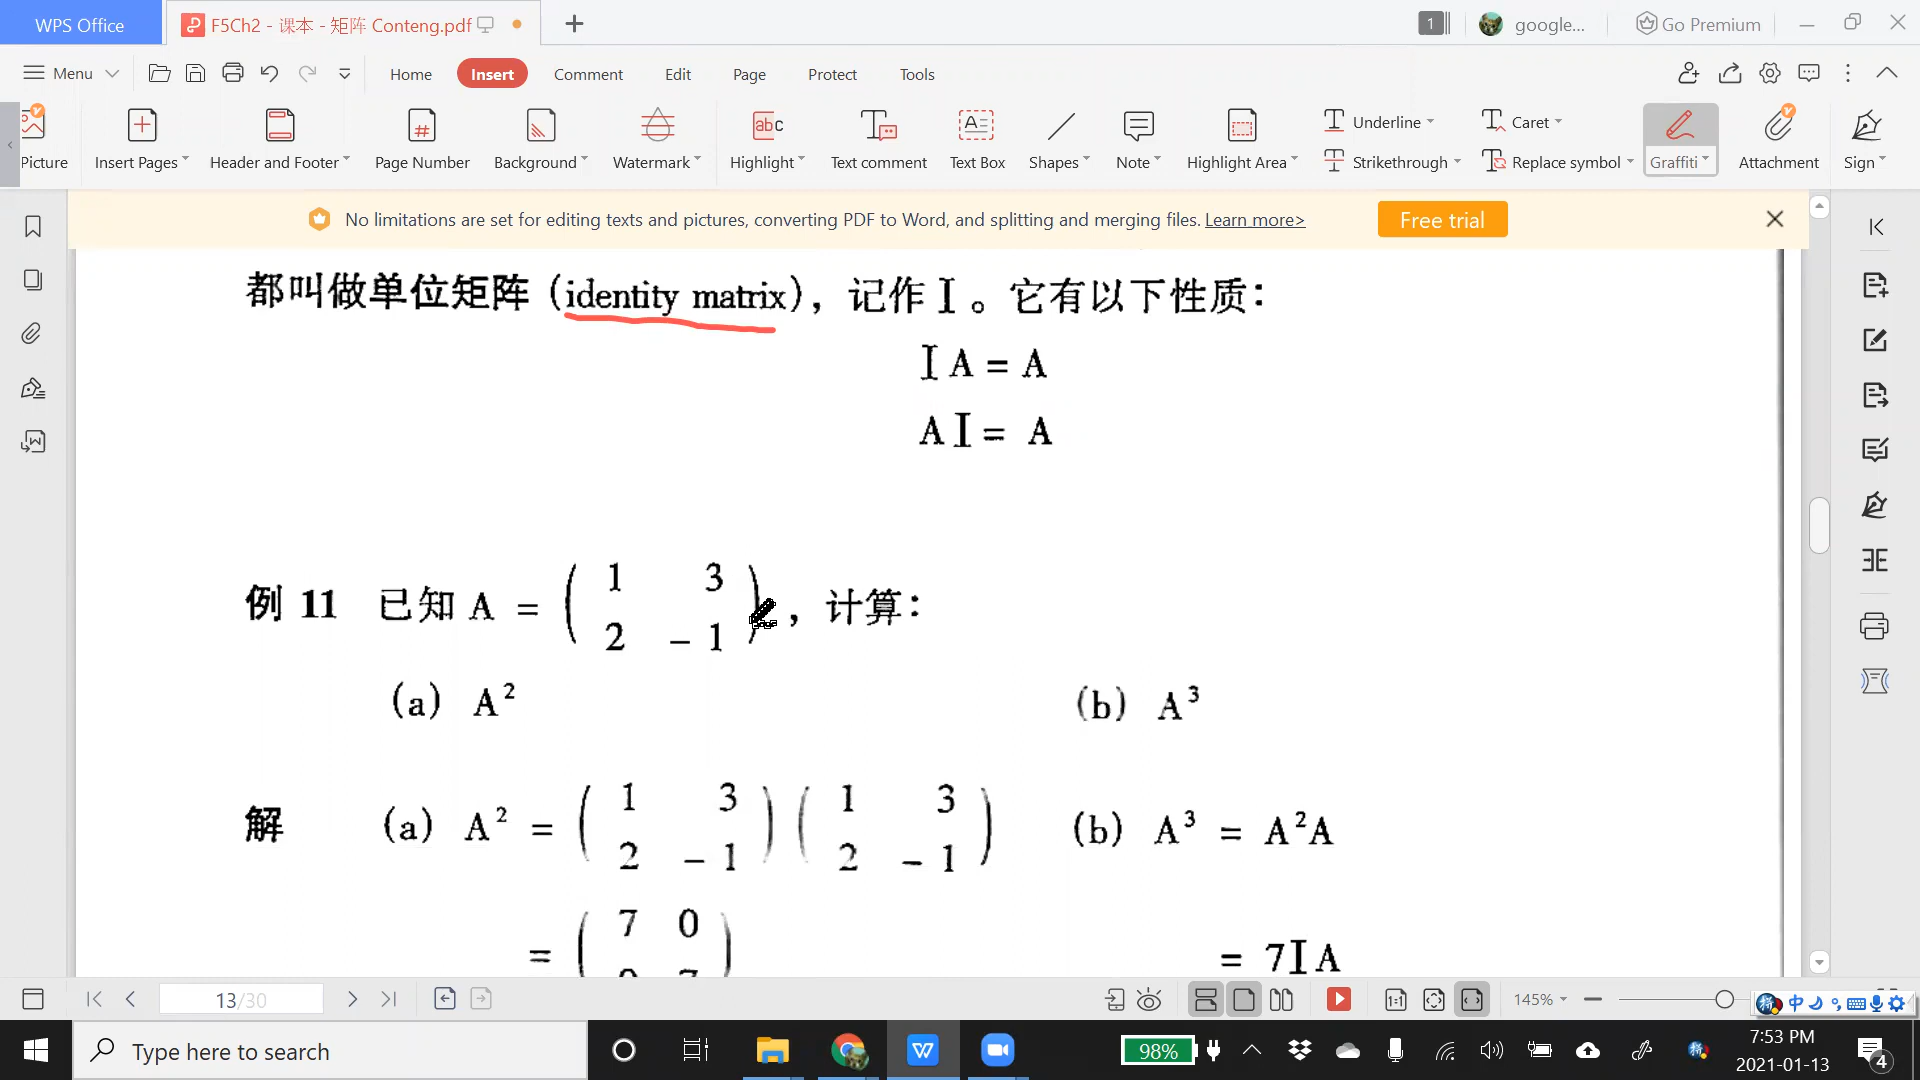 WPS Office
F5Ch2 - 课本 - 矩阵 Conteng.pdf
1
google...
Go Premium
Menu
Home
Insert
Comment
Edit
Page
Protect
Tools
Picture
Insert Pages
Header and Footer
Page Number
Background
Watermark
Highlight
Text comment
Text Box
Shapes
Note
Highlight Area
Underline
Strikethrough
Caret
Replace symbol
Graffiti
Attachment
Sign
No limitations are set for editing texts and pictures, converting PDF to Word, and splitting and merging files. Learn more>
Free trial
都叫做单位矩阵 (identity matrix), 记作 I 。它有以下性质:
I A = A
A I = A
例 11 已知 A = ( 1 3
2 - 1 ) , 计算:
(a) A² (b) A³
解 (a) A² = ( 1 3
2 - 1 ) ( 1 3
2 - 1 ) (b) A³ = A²A
= ( 7 0 = 7 I A
13/30
145%
中
Type here to search
98%
7:53 PM
2021-01-13
4